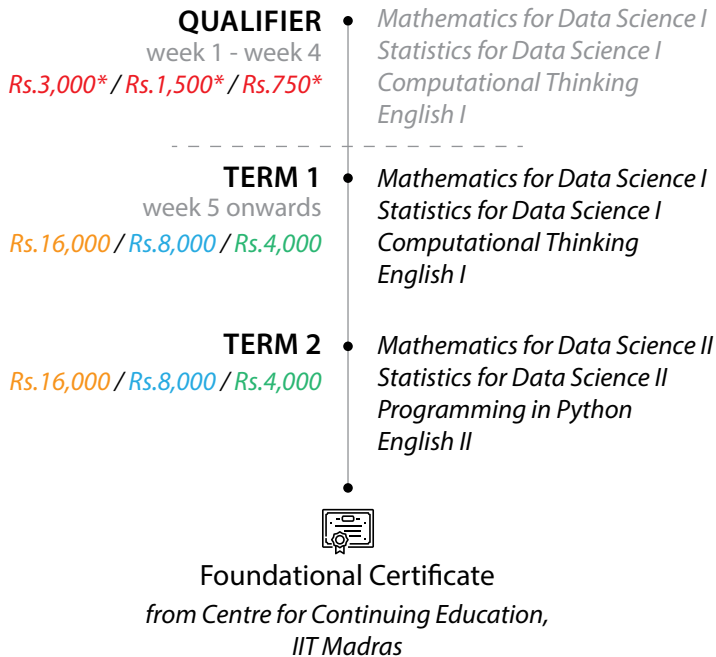 QUALIFIER
week 1 - week 4
Rs.3,000* / Rs.1,500* / Rs.750*
Mathematics for Data Science I
Statistics for Data Science I
Computational Thinking
English I
TERM 1
week 5 onwards
Rs.16,000 / Rs.8,000 / Rs.4,000
Mathematics for Data Science I
Statistics for Data Science I
Computational Thinking
English I
TERM 2
Rs.16,000 / Rs.8,000 / Rs.4,000
Mathematics for Data Science II
Statistics for Data Science II
Programming in Python
English II
Foundational Certificate
from Centre for Continuing Education,
IIT Madras